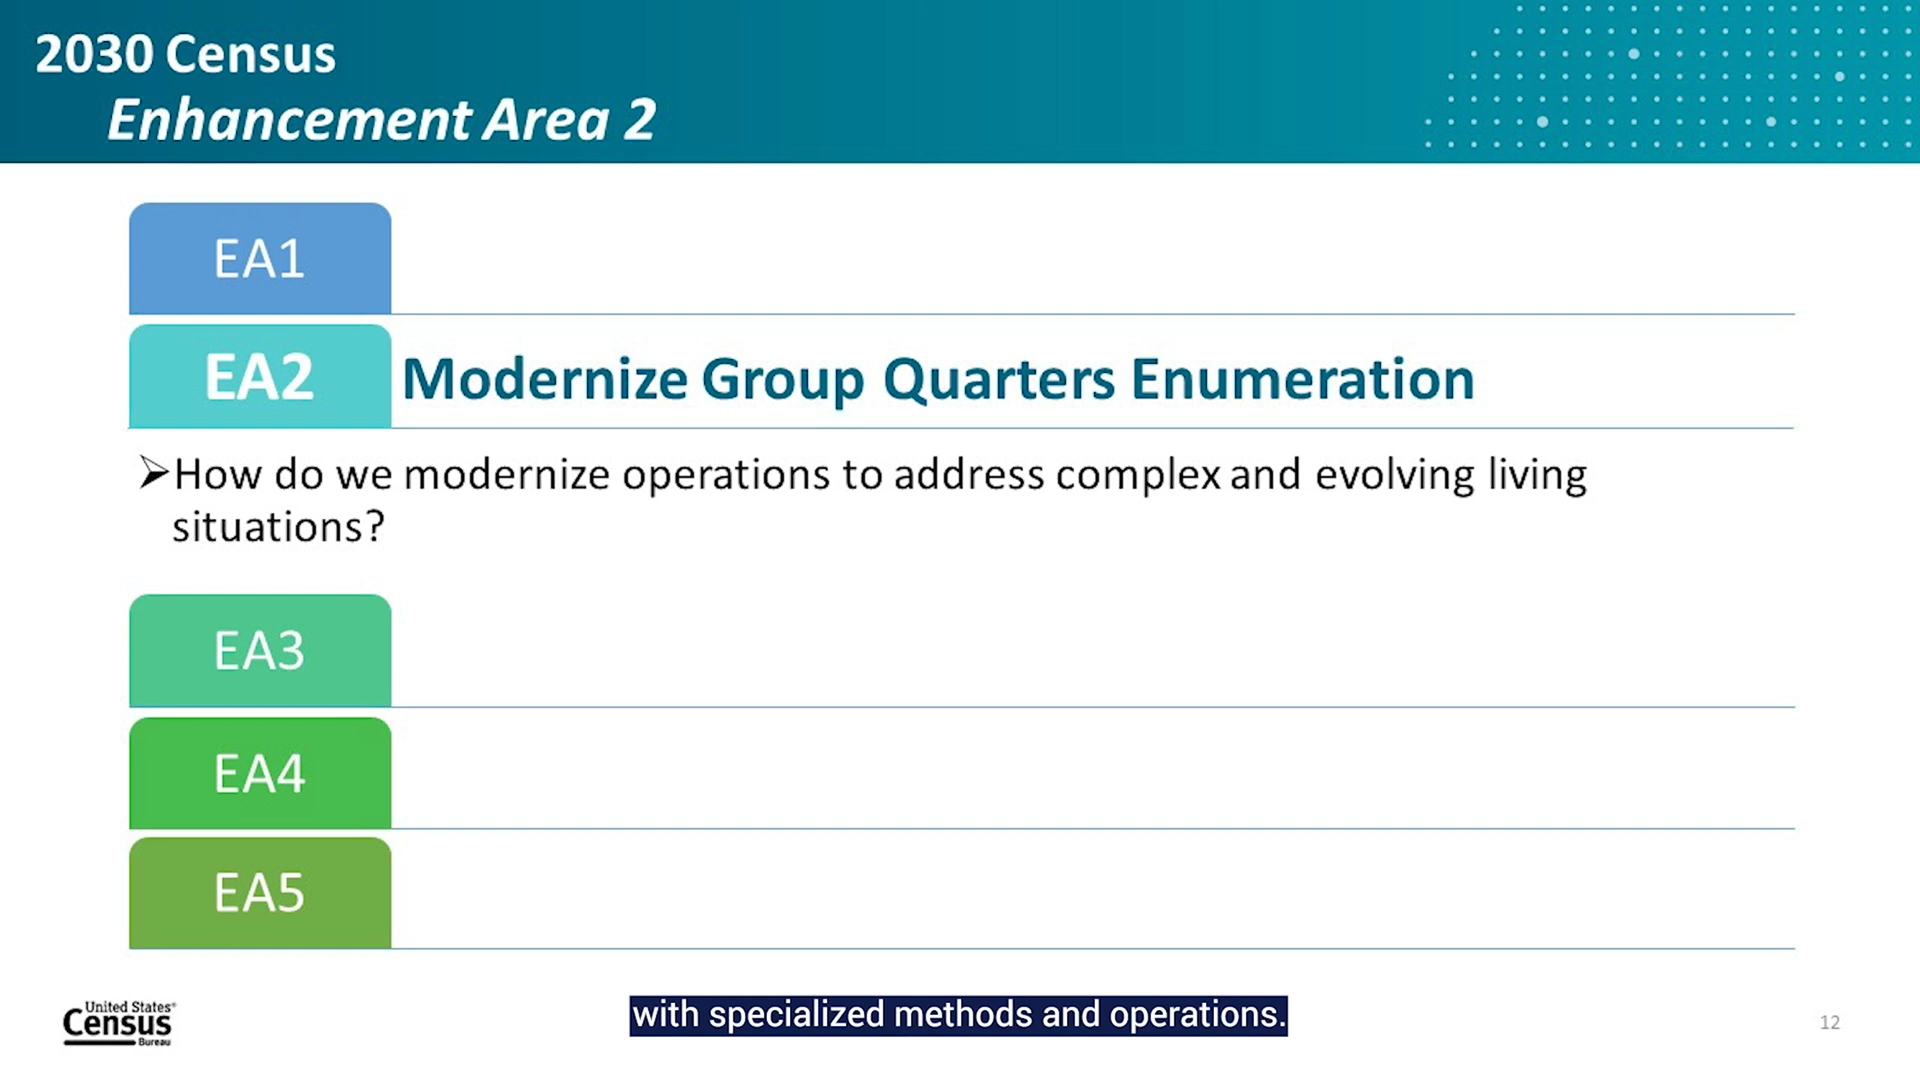 2030 Census
Enhancement Area 2
EA1
EA2 Modernize Group Quarters Enumeration
➢How do we modernize operations to address complex and evolving living
situations?
EA3
EA4
EA5
United States®
Census
Bureau
with specialized methods and operations.
12